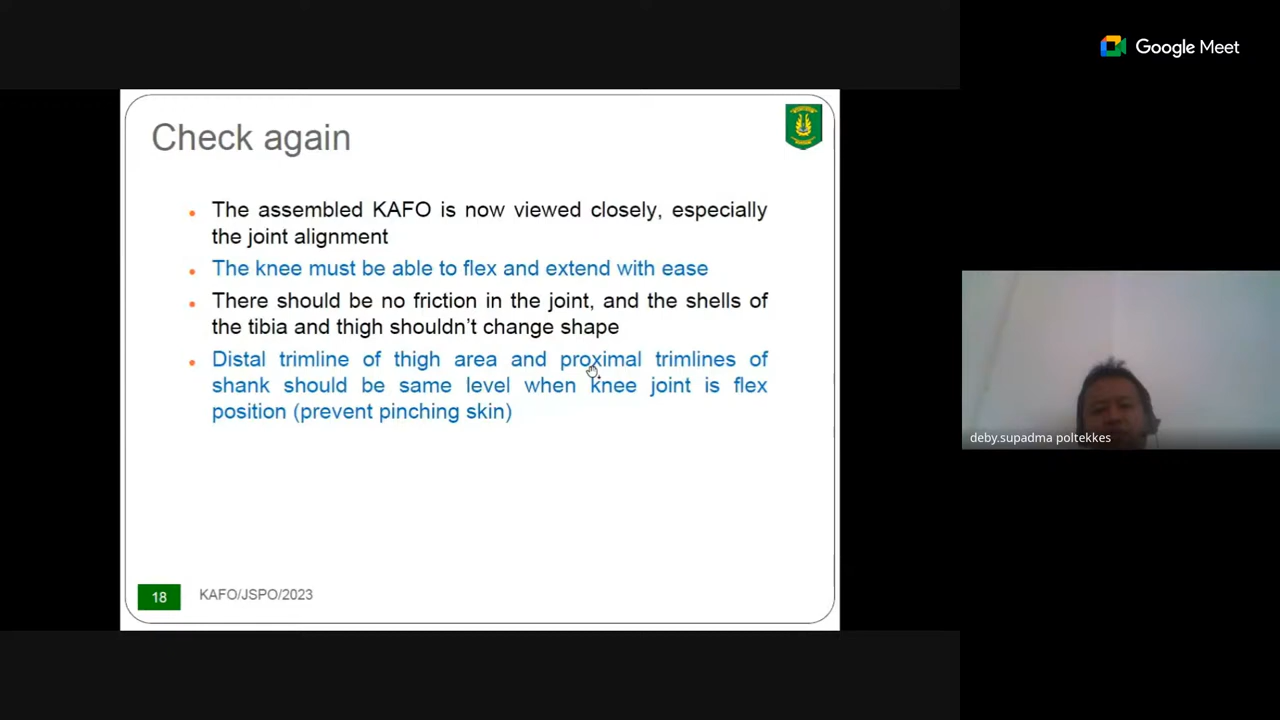 Google Meet
Check again
The assembled KAFO is now viewed closely, especially
the joint alignment
The knee must be able to flex and extend with ease
There should be no friction in the joint, and the shells of
the tibia and thigh shouldn't change shape
Distal trimline of thigh area and proximal trimlines of
shank should be same level when knee joint is flex
position (prevent pinching skin)
deby.supadma poltekkes
18
KAFO/JSPO/2023